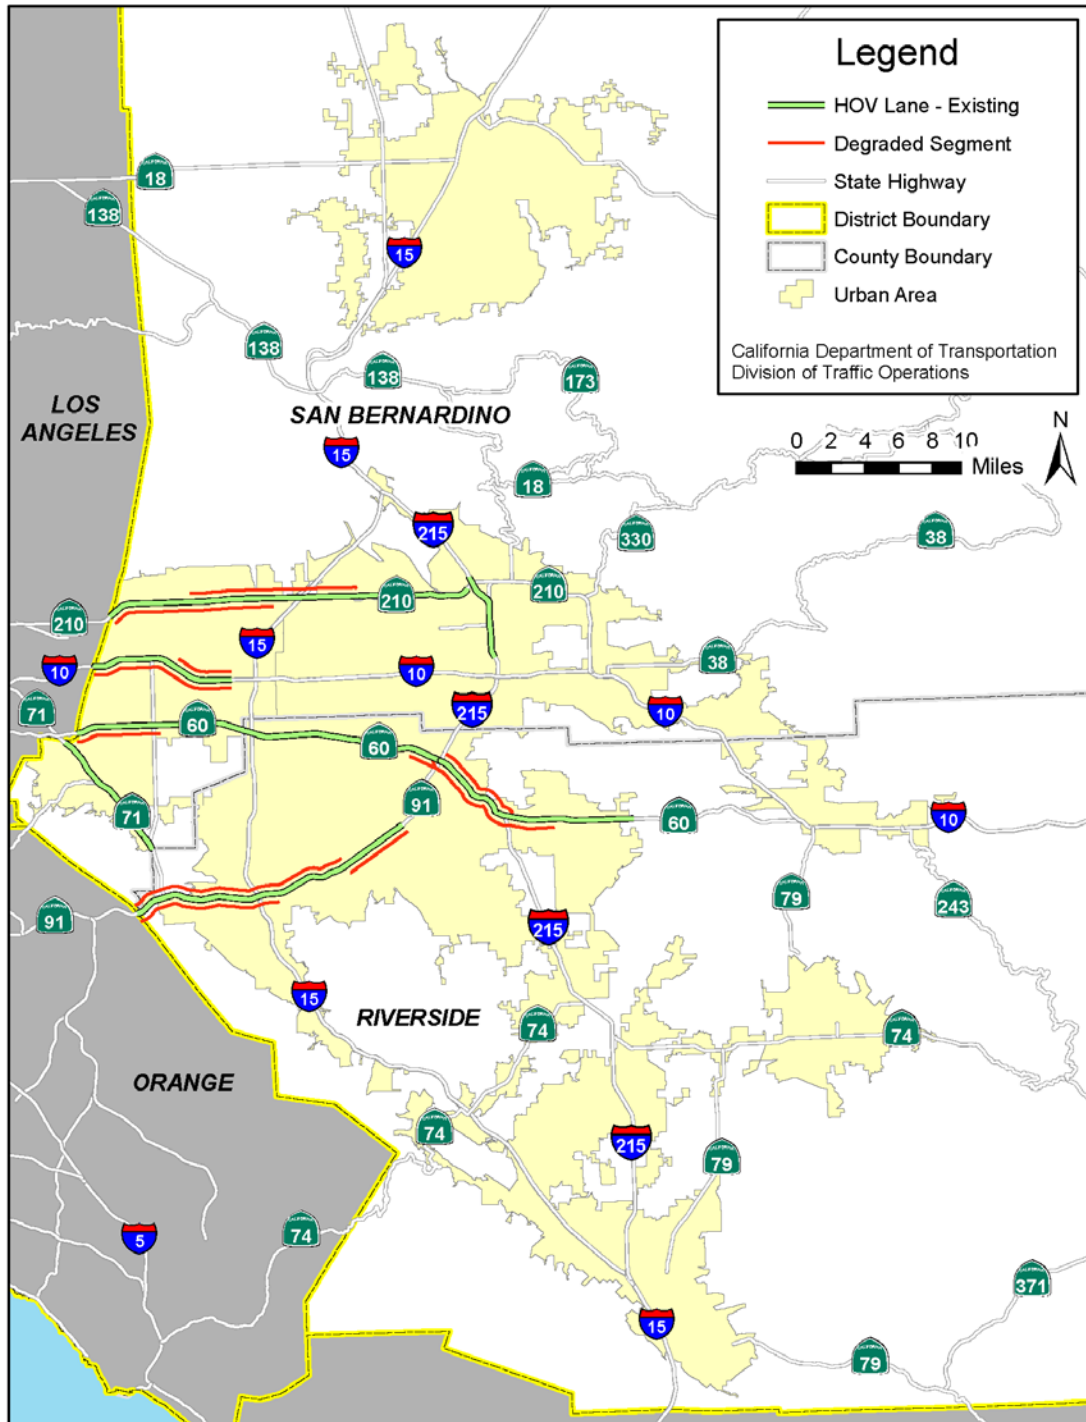 Legend
HOV Lane - Existing
Degraded Segment
State Highway
District Boundary
County Boundary
Urban Area
California Department of Transportation
Division of Traffic Operations
18
138
15
138
138
173
LOS
ANGELES
SAN BERNARDINO
N
0 2 4 6 8 10
Miles
15
18
215
330
38
210
210
210
15
10
10
38
71
215
10
60
60
71
91
60
10
91
79
243
215
15
RIVERSIDE
74
74
ORANGE
74
215
79
74
5
371
15
79